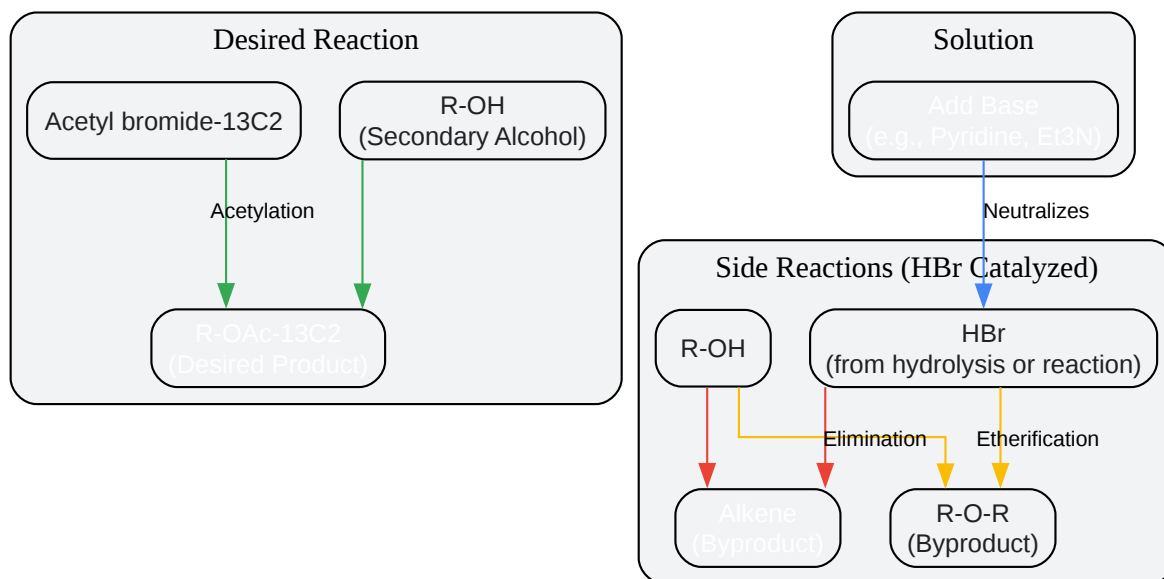 Desired Reaction
Acetyl bromide-13C2
R-OH
(Secondary Alcohol)
Acetylation
R-OAc-13C2
(Desired Product)
Solution
Add Base
(e.g., Pyridine, Et3N)
Neutralizes
Side Reactions (HBr Catalyzed)
R-OH
HBr
(from hydrolysis or reaction)
Elimination
Etherification
Alkene
(Byproduct)
R-O-R
(Byproduct)